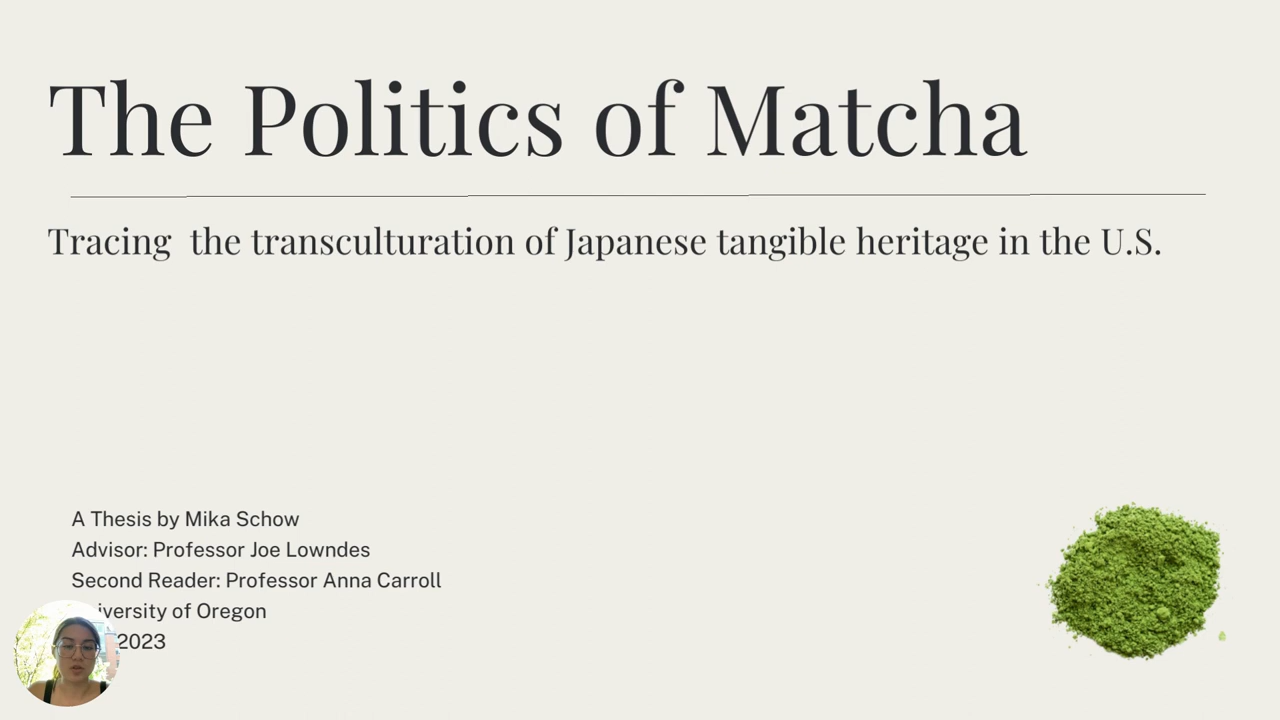 The Politics of Matcha
Tracing  the transculturation of Japanese tangible heritage in the U.S.
A Thesis by Mika Schow
Advisor: Professor Joe Lowndes
Second Reader: Professor Anna Carroll
iversity of Oregon
2023